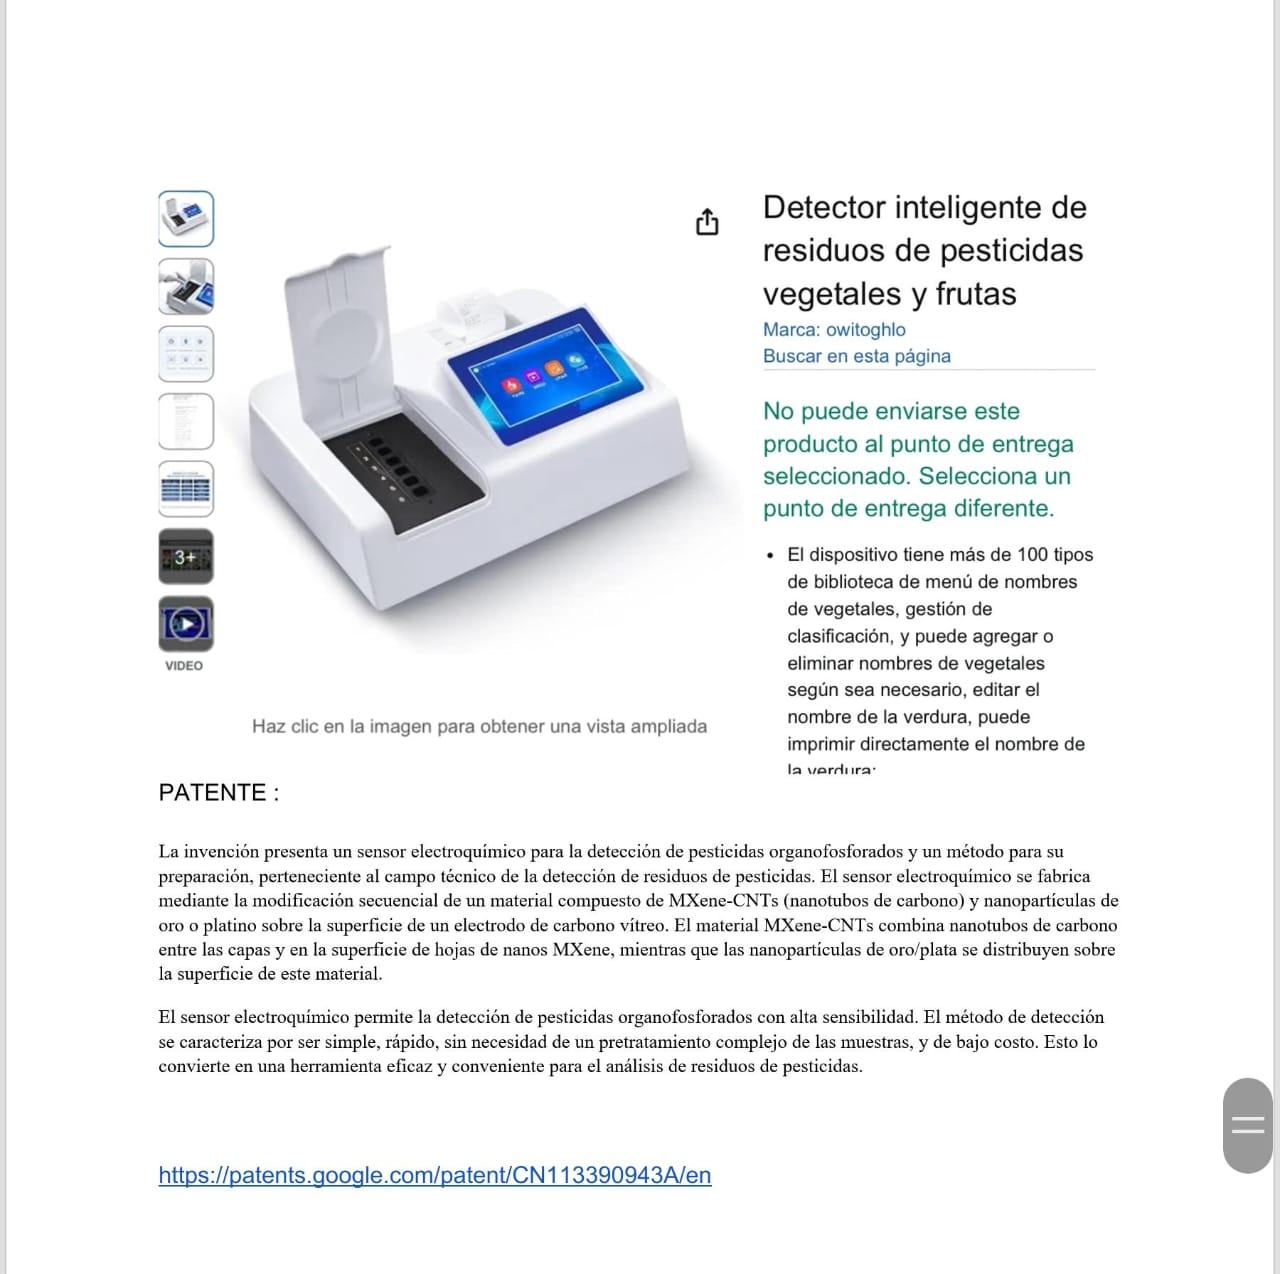 Detector inteligente de
residuos de pesticidas
vegetales y frutas
Marca: owitoghlo
Buscar en esta página
No puede enviarse este
producto al punto de entrega
seleccionado. Selecciona un
punto de entrega diferente.
• El dispositivo tiene más de 100 tipos
de biblioteca de menú de nombres
de vegetales, gestión de
clasificación, y puede agregar o
eliminar nombres de vegetales
según sea necesario, editar el
nombre de la verdura, puede
imprimir directamente el nombre de
la verdura;
3+
VIDEO
Haz clic en la imagen para obtener una vista ampliada
PATENTE :
La invención presenta un sensor electroquímico para la detección de pesticidas organofosforados y un método para su
preparación, perteneciente al campo técnico de la detección de residuos de pesticidas. El sensor electroquímico se fabrica
mediante la modificación secuencial de un material compuesto de MXene-CNTs (nanotubos de carbono) y nanopartículas de
oro o platino sobre la superficie de un electrodo de carbono vítreo. El material MXene-CNTs combina nanotubos de carbono
entre las capas y en la superficie de hojas de nanos MXene, mientras que las nanopartículas de oro/plata se distribuyen sobre
la superficie de este material.
El sensor electroquímico permite la detección de pesticidas organofosforados con alta sensibilidad. El método de detección
se caracteriza por ser simple, rápido, sin necesidad de un pretratamiento complejo de las muestras, y de bajo costo. Esto lo
convierte en una herramienta eficaz y conveniente para el análisis de residuos de pesticidas.
https://patents.google.com/patent/CN113390943A/en